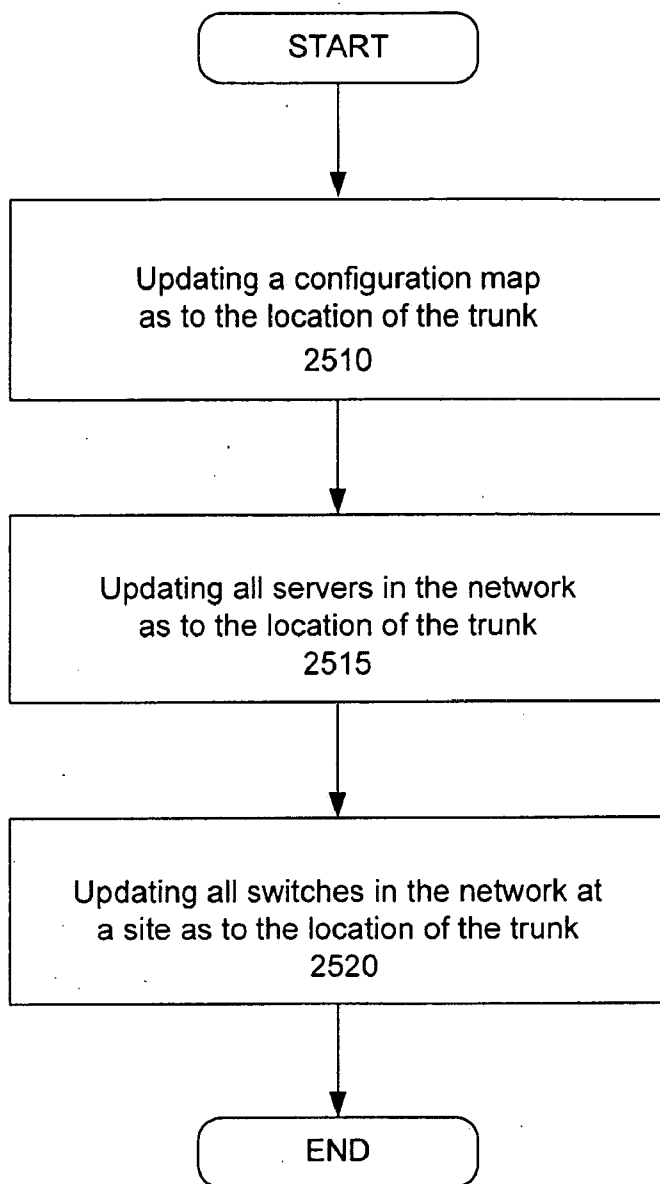 START
Updating a configuration map
as to the location of the trunk
2510
Updating all servers in the network
as to the location of the trunk
2515
Updating all switches in the network at
a site as to the location of the trunk
2520
END